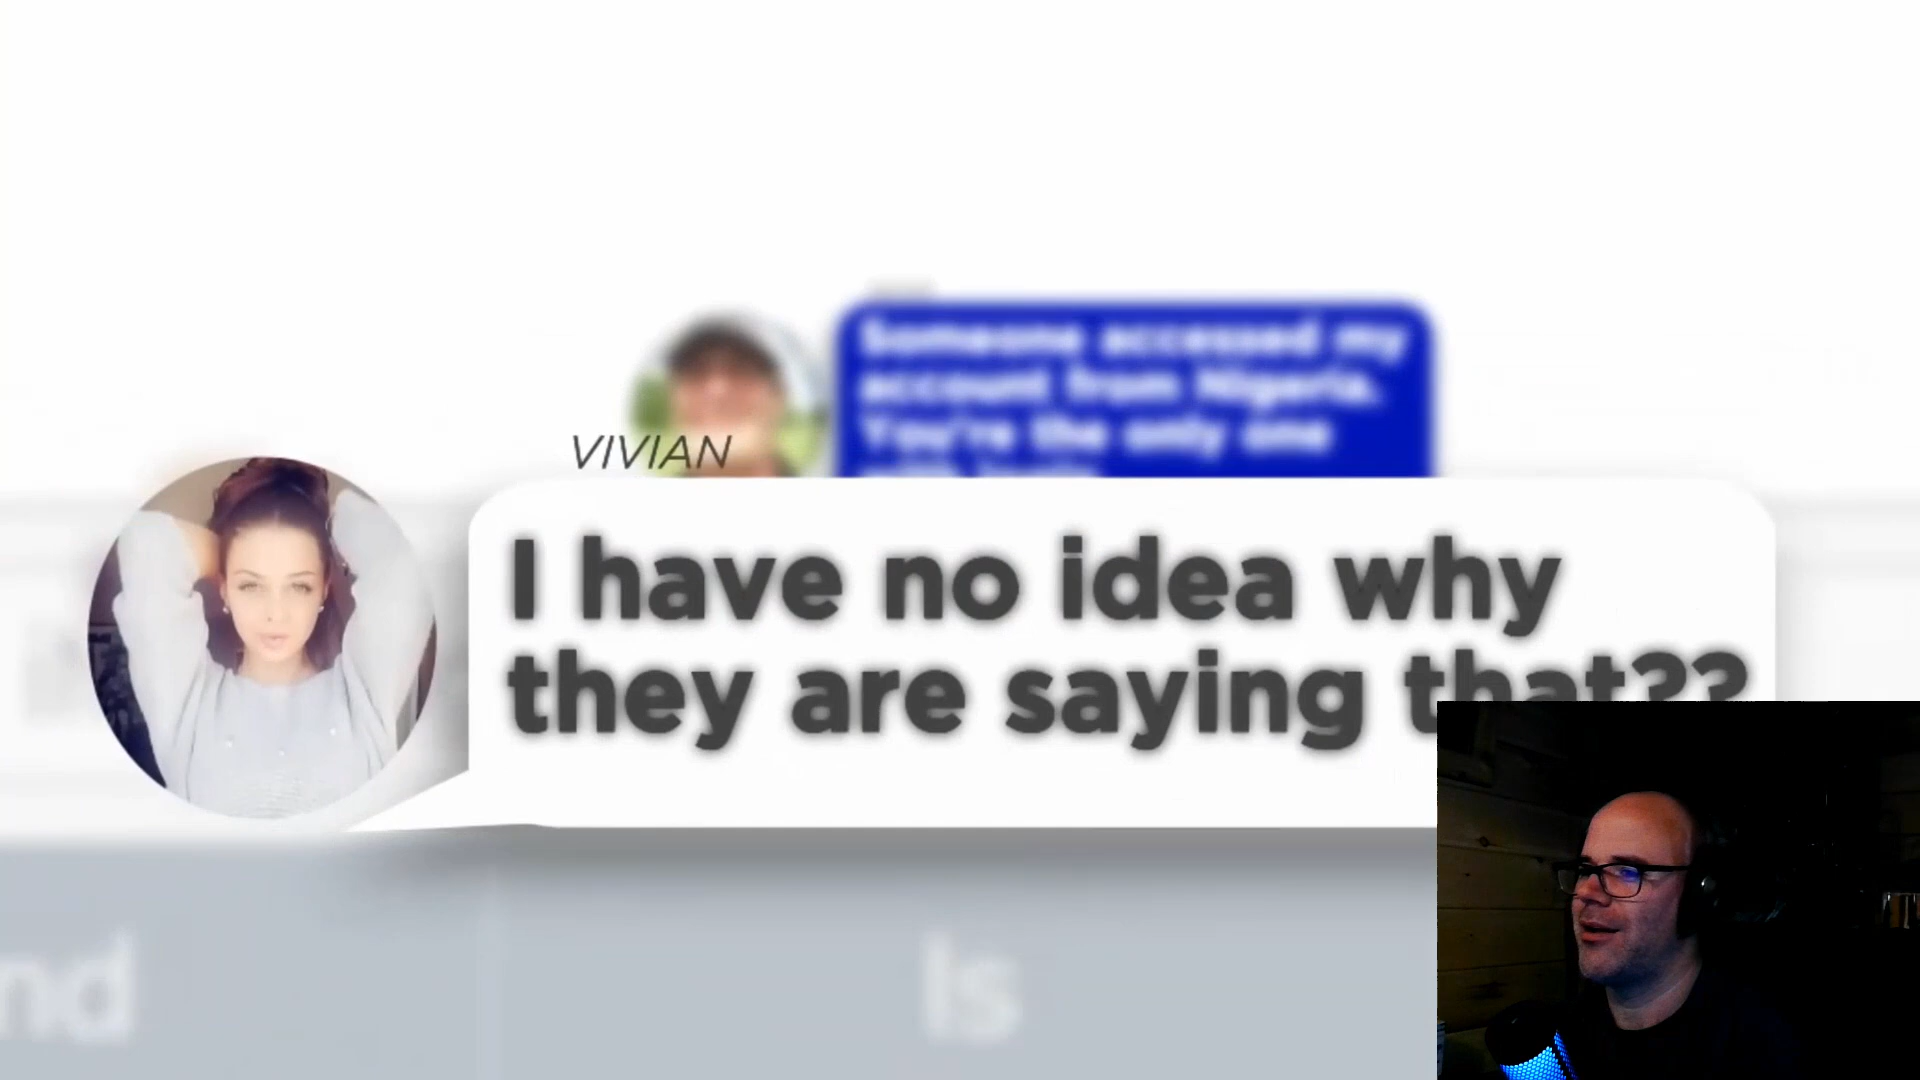 Someone accessed my
account from Nigeria.
You're the only one
VIVIAN
I have no idea why
they are saying that??
nd
Is